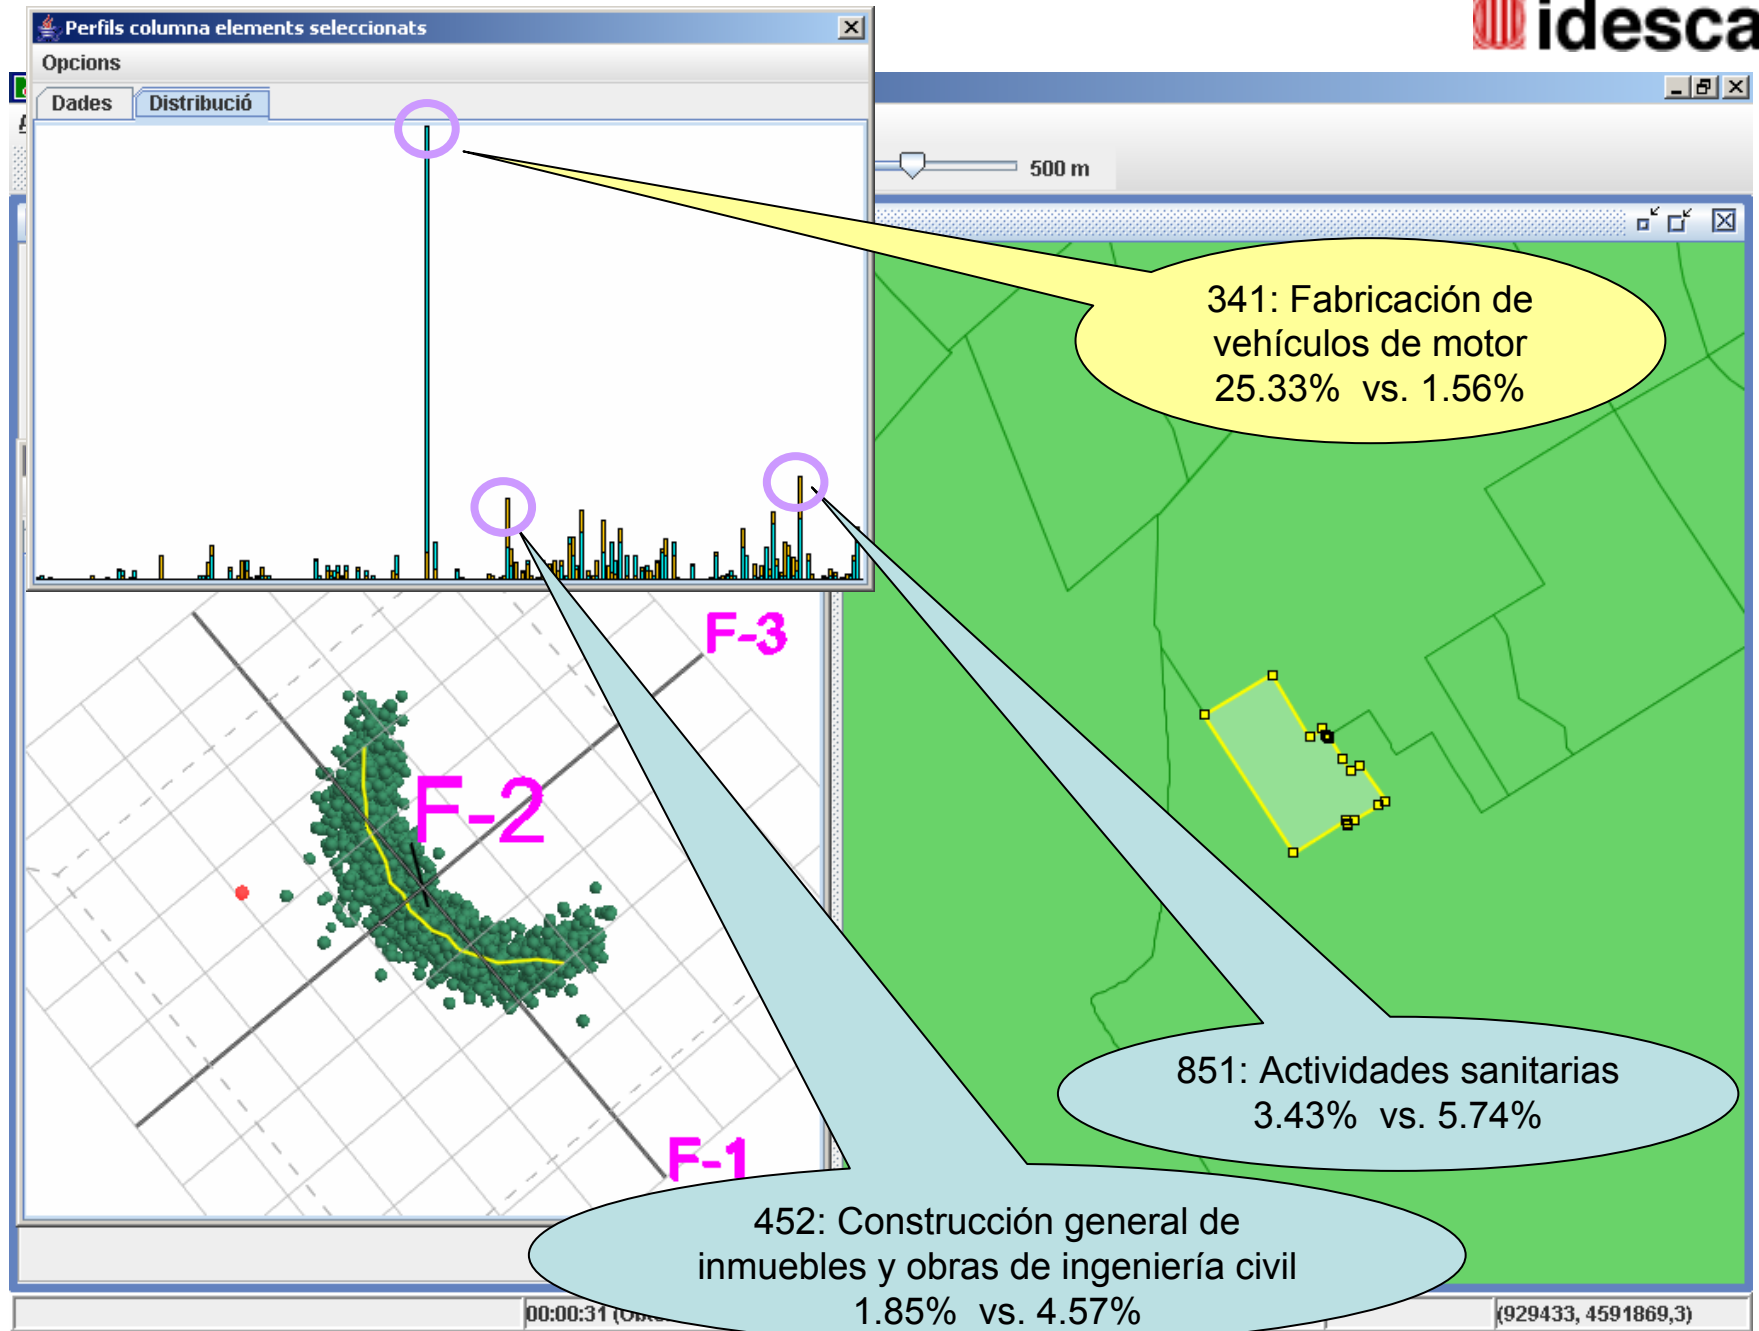 idesca
Perfils columna elements seleccionats
Opcions
Dades Distribució
500 m
341: Fabricación de
vehículos de motor
25.33% vs. 1.56%
F-3
F-2
F-1
851: Actividades sanitarias
3.43% vs. 5.74%
452: Construcción general de
inmuebles y obras de ingeniería civil
1.85% vs. 4.57%
00:00:31
(929433, 4591869,3)